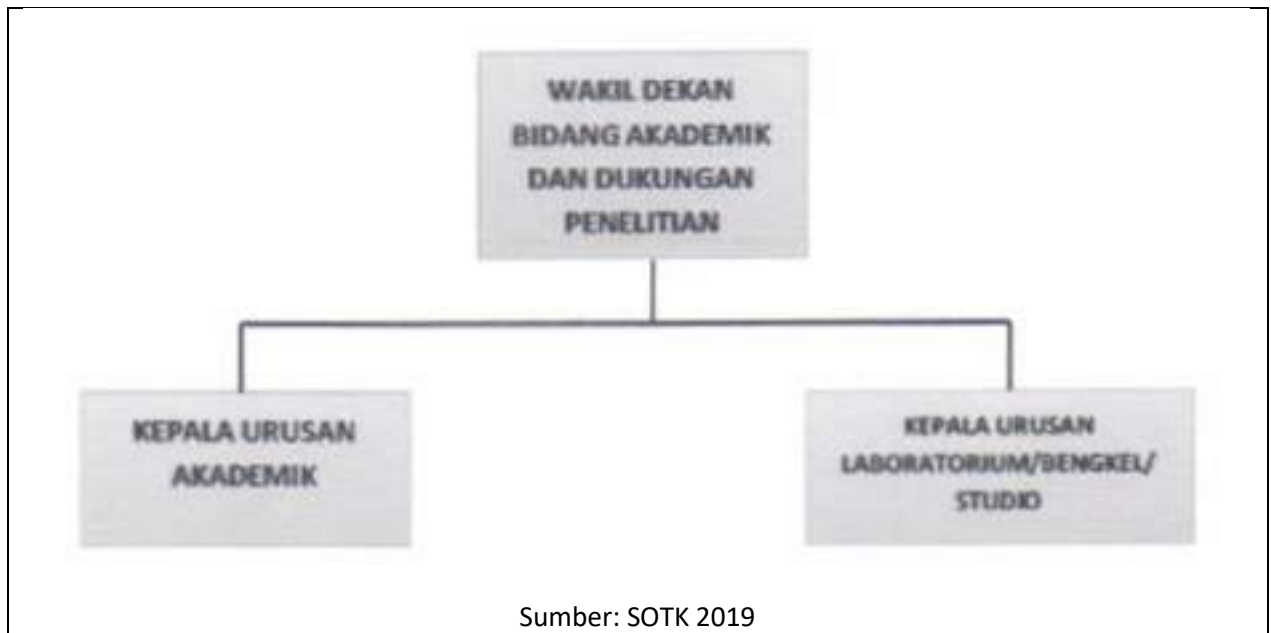 WAKIL DEKAN
BIDANG AKADEMIK
DAN DUKUNGAN
PENELITIAN
KEPALA URUSAN
AKADEMIK
KEPALA URUSAN
LABORATORIUM/BENGKEL/
STUDIO
Sumber: SOTK 2019